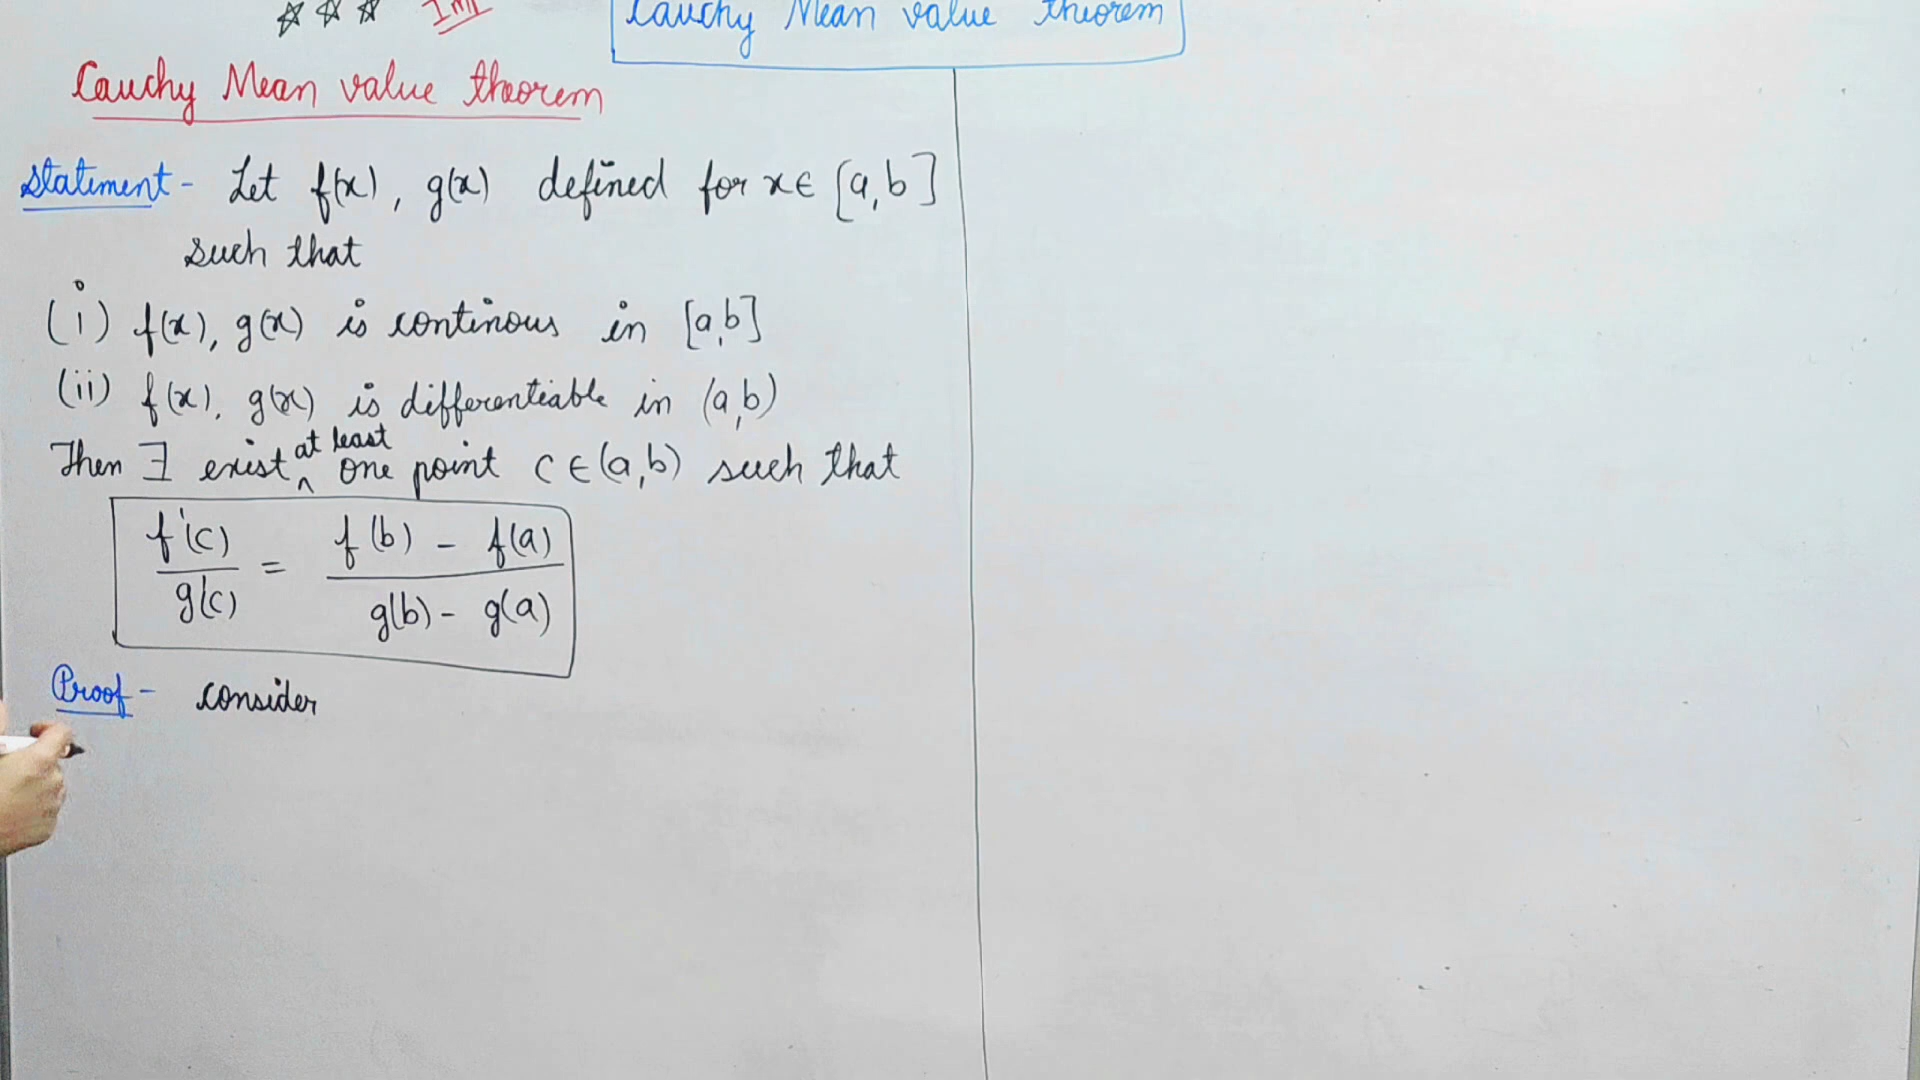 ☆ ☆ ☆ Imp
Cauchy Mean value theorem
Cauchy Mean value theorem
Statement - Let f(x), g(x) defined for x ∈ [a,b]
such that
(i) f(x), g(x) is continous in [a,b]
(ii) f(x), g(x) is differentiable in (a,b)
Then ∃ exist at least one point c ∈ (a,b) such that
f'(c)/g'(c) = f(b) - f(a)/g(b) - g(a)
Proof - consider